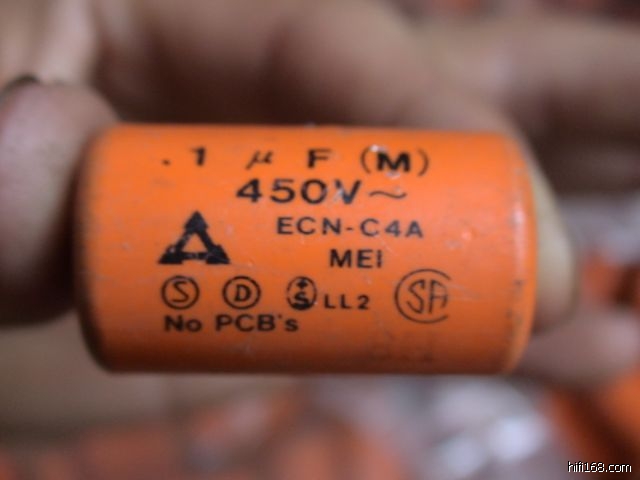 .1 μ F (M)
450V~
ECN-C4A
MEI
S D S LL2 SA
No PCB's
hifi168.com